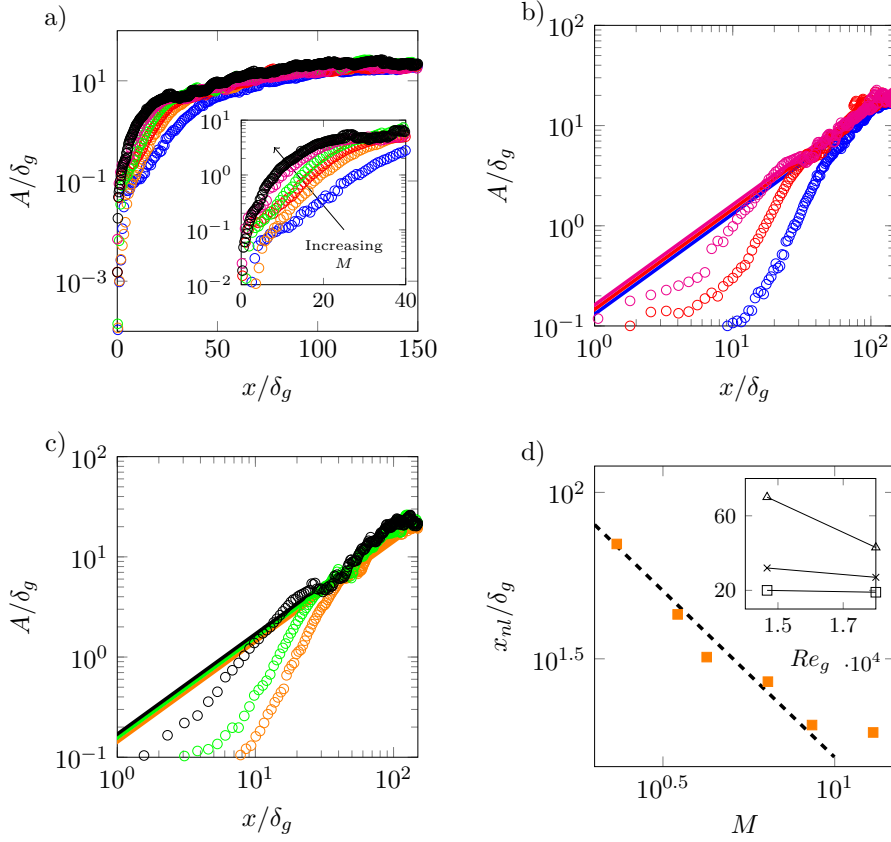 a)
10^1
10^{-1}
10^{-3}
A/δ_g
0
50
100
150
x/δ_g
10^1
10^0
10^{-1}
10^{-2}
0
20
40
Increasing
M
b)
10^2
10^1
10^0
10^{-1}
A/δ_g
10^0
10^1
10^2
x/δ_g
c)
10^2
10^1
10^0
10^{-1}
A/δ_g
10^0
10^1
10^2
x/δ_g
d)
10^2
10^{1.5}
x_{nl}/δ_g
10^{0.5}
10^1
M
60
20
1.5
1.7
Re_g ·10^4